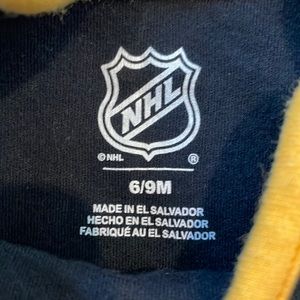 NHL
© NHL ®
6/9M
MADE IN EL SALVADOR
HECHO EN EL SALVADOR
FABRIQUÉ AU EL SALVADOR